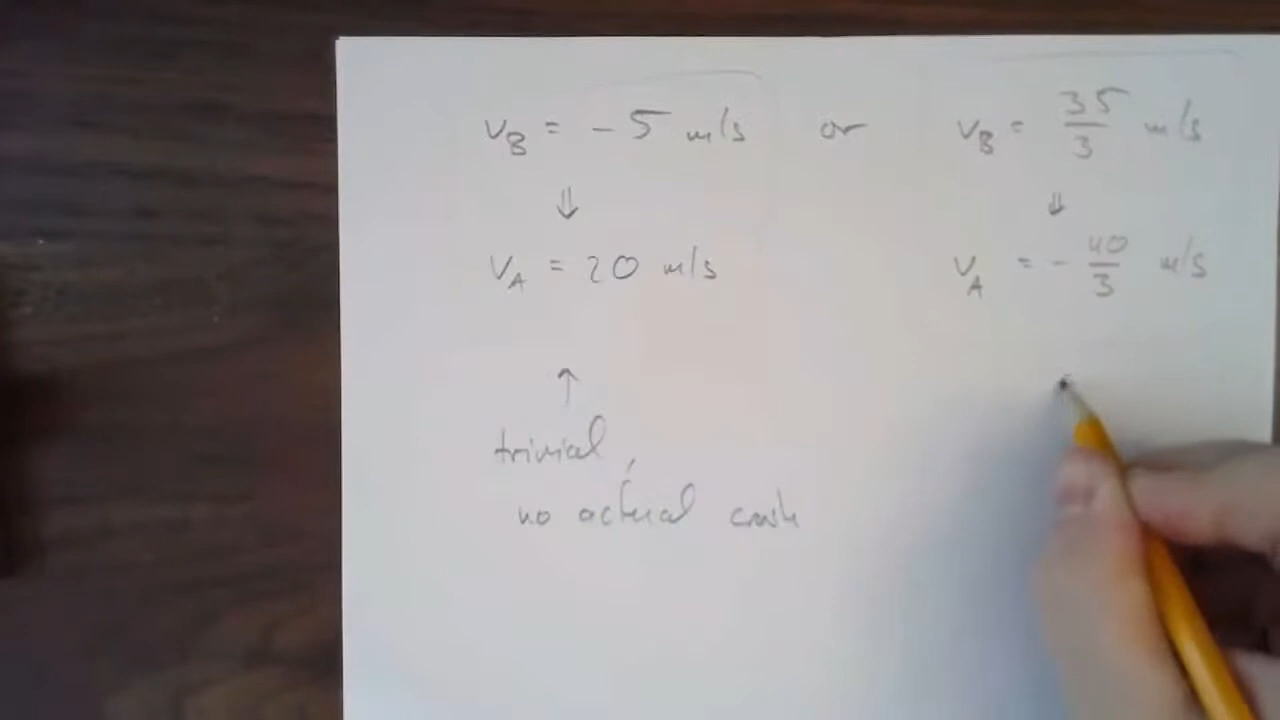 v_B = -5 m/s or v_B = 35/3 m/s
⇓ ⇓
v_A = 20 m/s v_A = - 40/3 m/s
↑
trivial,
no actual crash